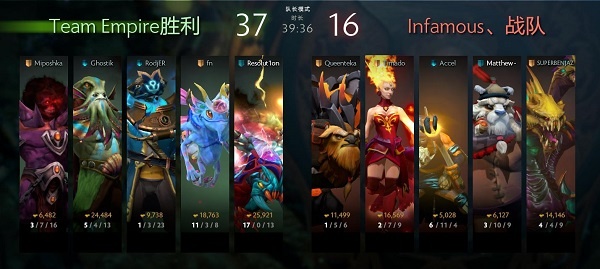 Team Empire胜利 37 队长模式 16 Infamous、战队
时长
39:36
Miposhka Ghostik RodjER fn Resolut1on Queenteka Timado Accel Matthew- SUPERBENJAZ
6,482 24,484 9,738 18,763 25,921 11,499 16,569 5,028 6,127 14,146
3 / 7 / 16 5 / 4 / 13 1 / 3 / 23 11 / 3 / 8 17 / 0 / 13 1 / 5 / 6 2 / 7 / 9 6 / 11 / 4 3 / 10 / 9 4 / 4 / 9